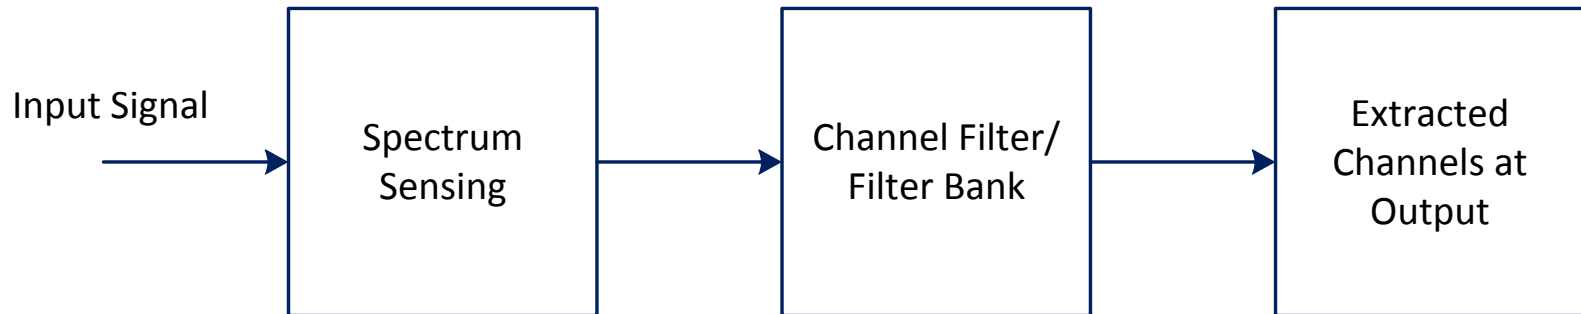 Input Signal
Spectrum
Sensing
Channel Filter/
Filter Bank
Extracted
Channels at
Output